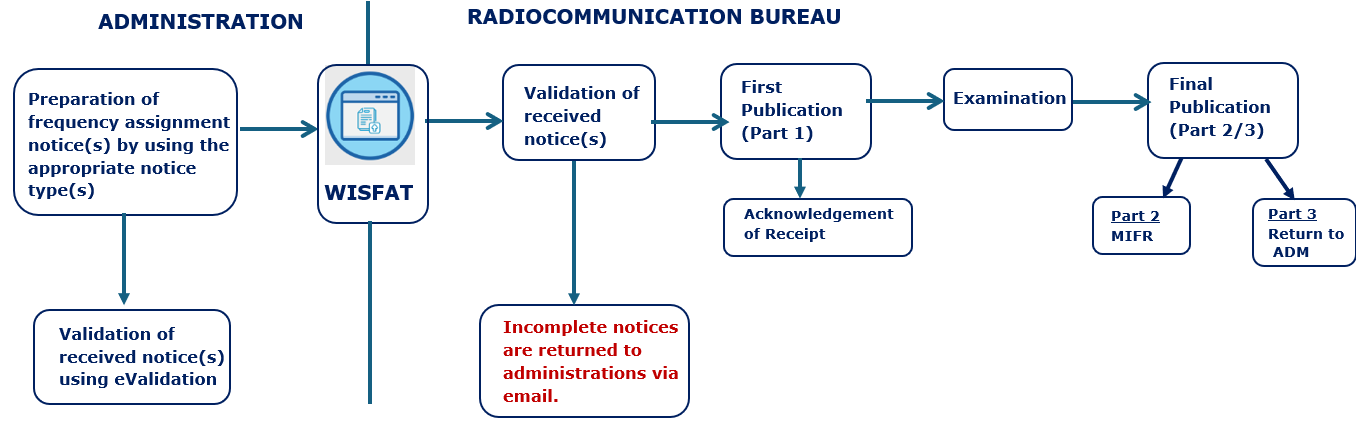 ADMINISTRATION
RADIOCOMMUNICATION BUREAU
Preparation of
frequency assignment
notice(s) by using the
appropriate notice
type(s)
WISFAT
Validation of
received
notice(s)
First
Publication
(Part 1)
Examination
Final
Publication
(Part 2/3)
Acknowledgement
of Receipt
Part 2
MIFR
Part 3
Return to
ADM
Validation of
received notice(s)
using eValidation
Incomplete notices
are returned to
administrations via
email.